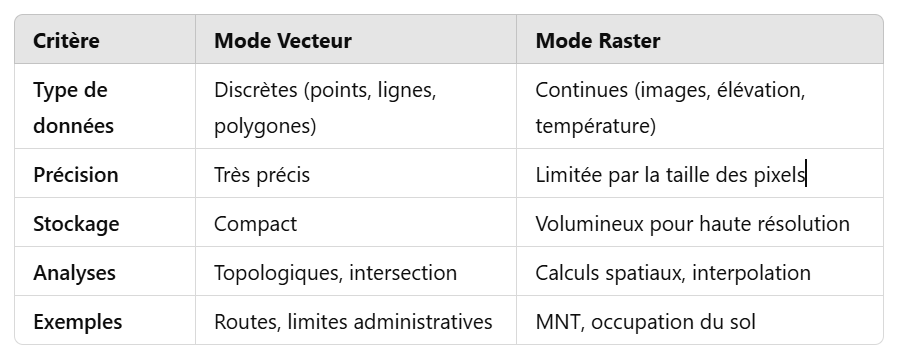 Critère Mode Vecteur Mode Raster
Type de données Discrètes (points, lignes, polygones) Continues (images, élévation, température)
Précision Très précis Limitée par la taille des pixels
Stockage Compact Volumineux pour haute résolution
Analyses Topologiques, intersection Calculs spatiaux, interpolation
Exemples Routes, limites administratives MNT, occupation du sol